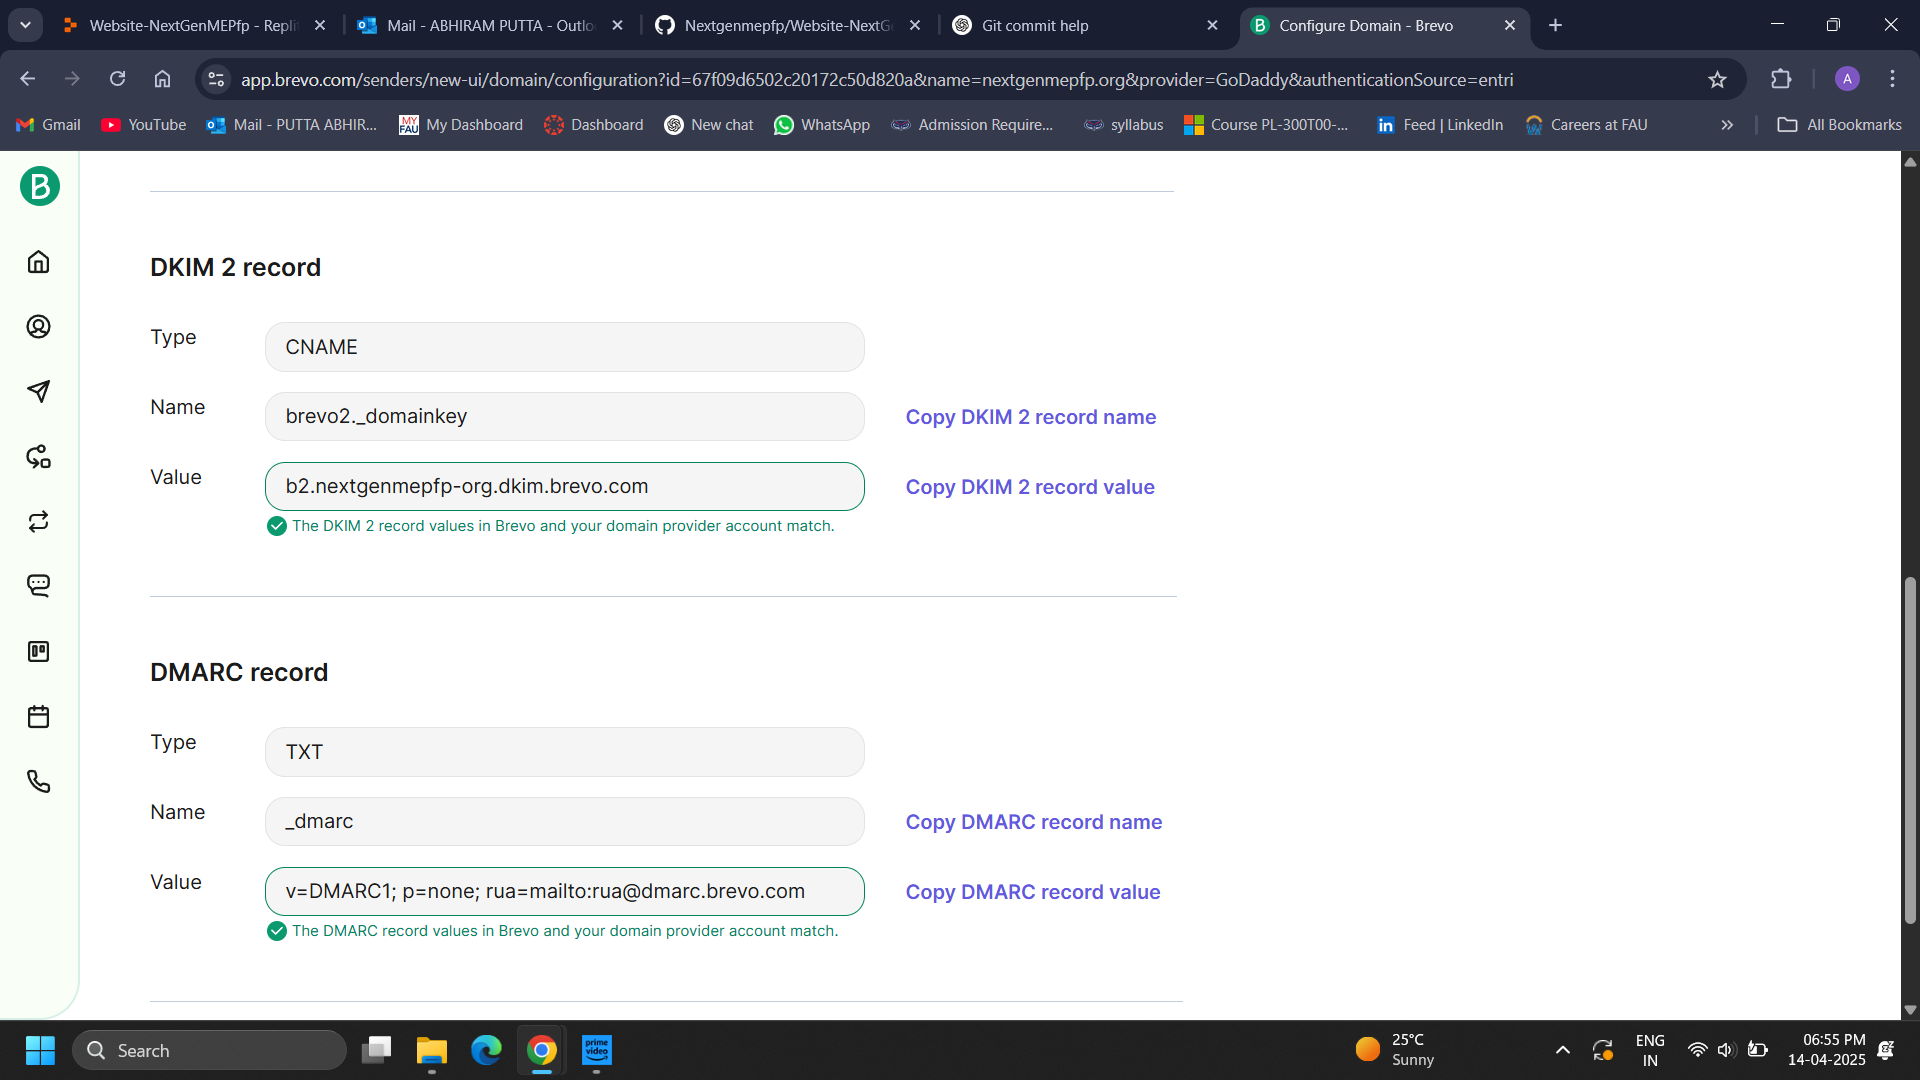 Website-NextGenMEPfp - Repli
Mail - ABHIRAM PUTTA - Outlo
Nextgenmepfp/Website-NextGe
Git commit help
Configure Domain - Brevo
app.brevo.com/senders/new-ui/domain/configuration?id=67f09d6502c20172c50d820a&name=nextgenmepfp.org&provider=GoDaddy&authenticationSource=entri
A
Gmail
YouTube
Mail - PUTTA ABHIR...
MY FAU
My Dashboard
Dashboard
New chat
WhatsApp
Admission Require...
syllabus
Course PL-300T00-...
in
Feed | LinkedIn
Careers at FAU
All Bookmarks
B
DKIM 2 record
Type
CNAME
Name
brevo2._domainkey
Copy DKIM 2 record name
Value
b2.nextgenmepfp-org.dkim.brevo.com
Copy DKIM 2 record value
The DKIM 2 record values in Brevo and your domain provider account match.
DMARC record
Type
TXT
Name
_dmarc
Copy DMARC record name
Value
v=DMARC1; p=none; rua=mailto:rua@dmarc.brevo.com
Copy DMARC record value
The DMARC record values in Brevo and your domain provider account match.
Search
prime video
25°C
Sunny
ENG
IN
06:55 PM
14-04-2025